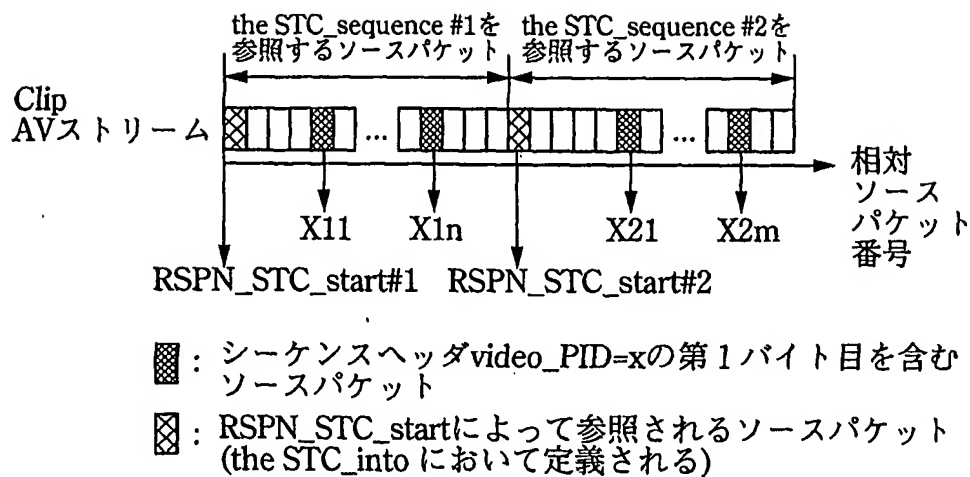 the STC_sequence #1を
参照するソースパケット
the STC_sequence #2を
参照するソースパケット
Clip
AVストリーム
...
...
相対
ソース
パケット
番号
X11
X1n
X21
X2m
RSPN_STC_start#1
RSPN_STC_start#2
: シーケンスヘッダvideo_PID=xの第1バイト目を含む
ソースパケット
: RSPN_STC_startによって参照されるソースパケット
(the STC_into において定義される)